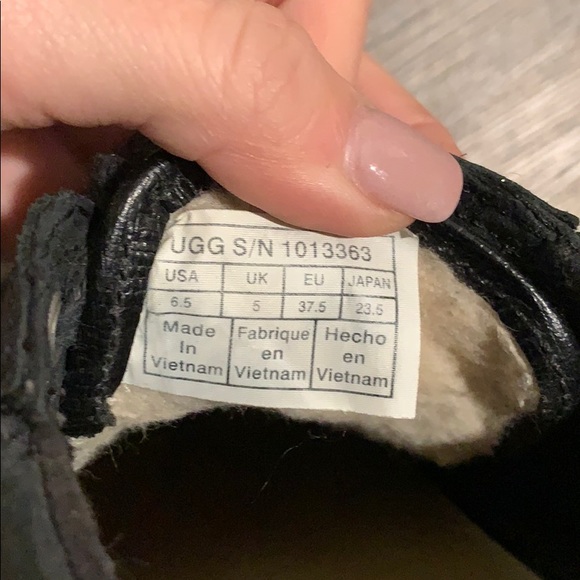 UGG S/N 1013363
USA UK EU JAPAN
6.5 5 37.5 23.5
Made Fabrique Hecho
In en en
Vietnam Vietnam Vietnam